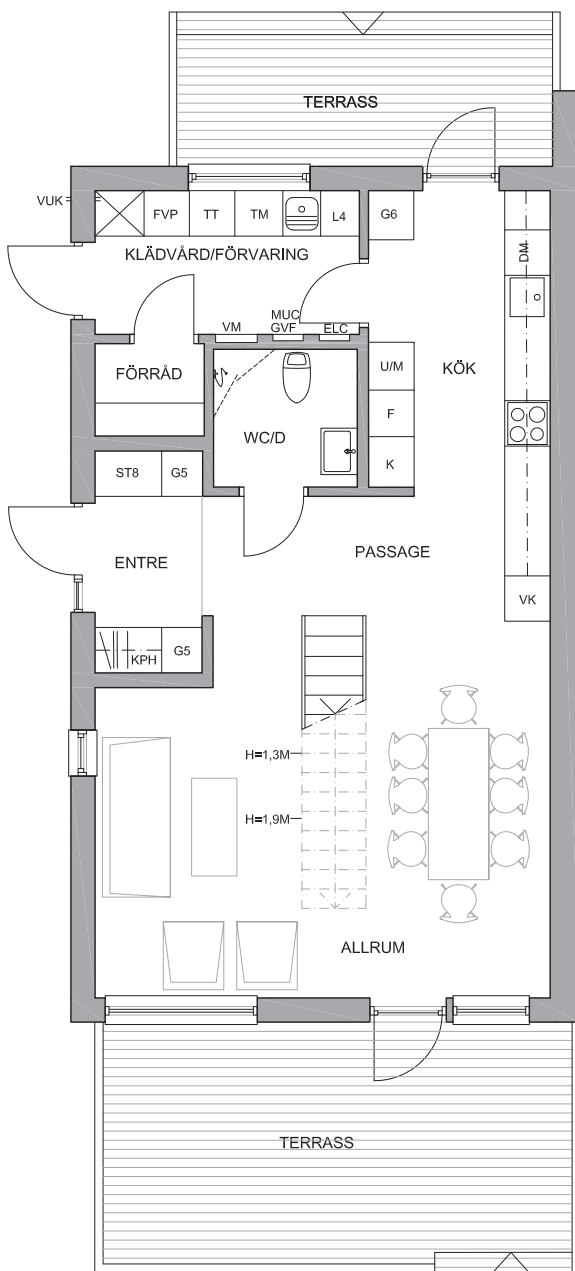 TERRASS
VUK
FVP TT TM L4 G6
KLÄDVÅRD/FÖRVARING
DM
MUC
VM GVF ELC
FÖRRÅD
U/M
KÖK
F
WC/D
K
ST8 G5
ENTRE
PASSAGE
VK
KPH G5
H=1,3M
H=1,9M
ALLRUM
TERRASS